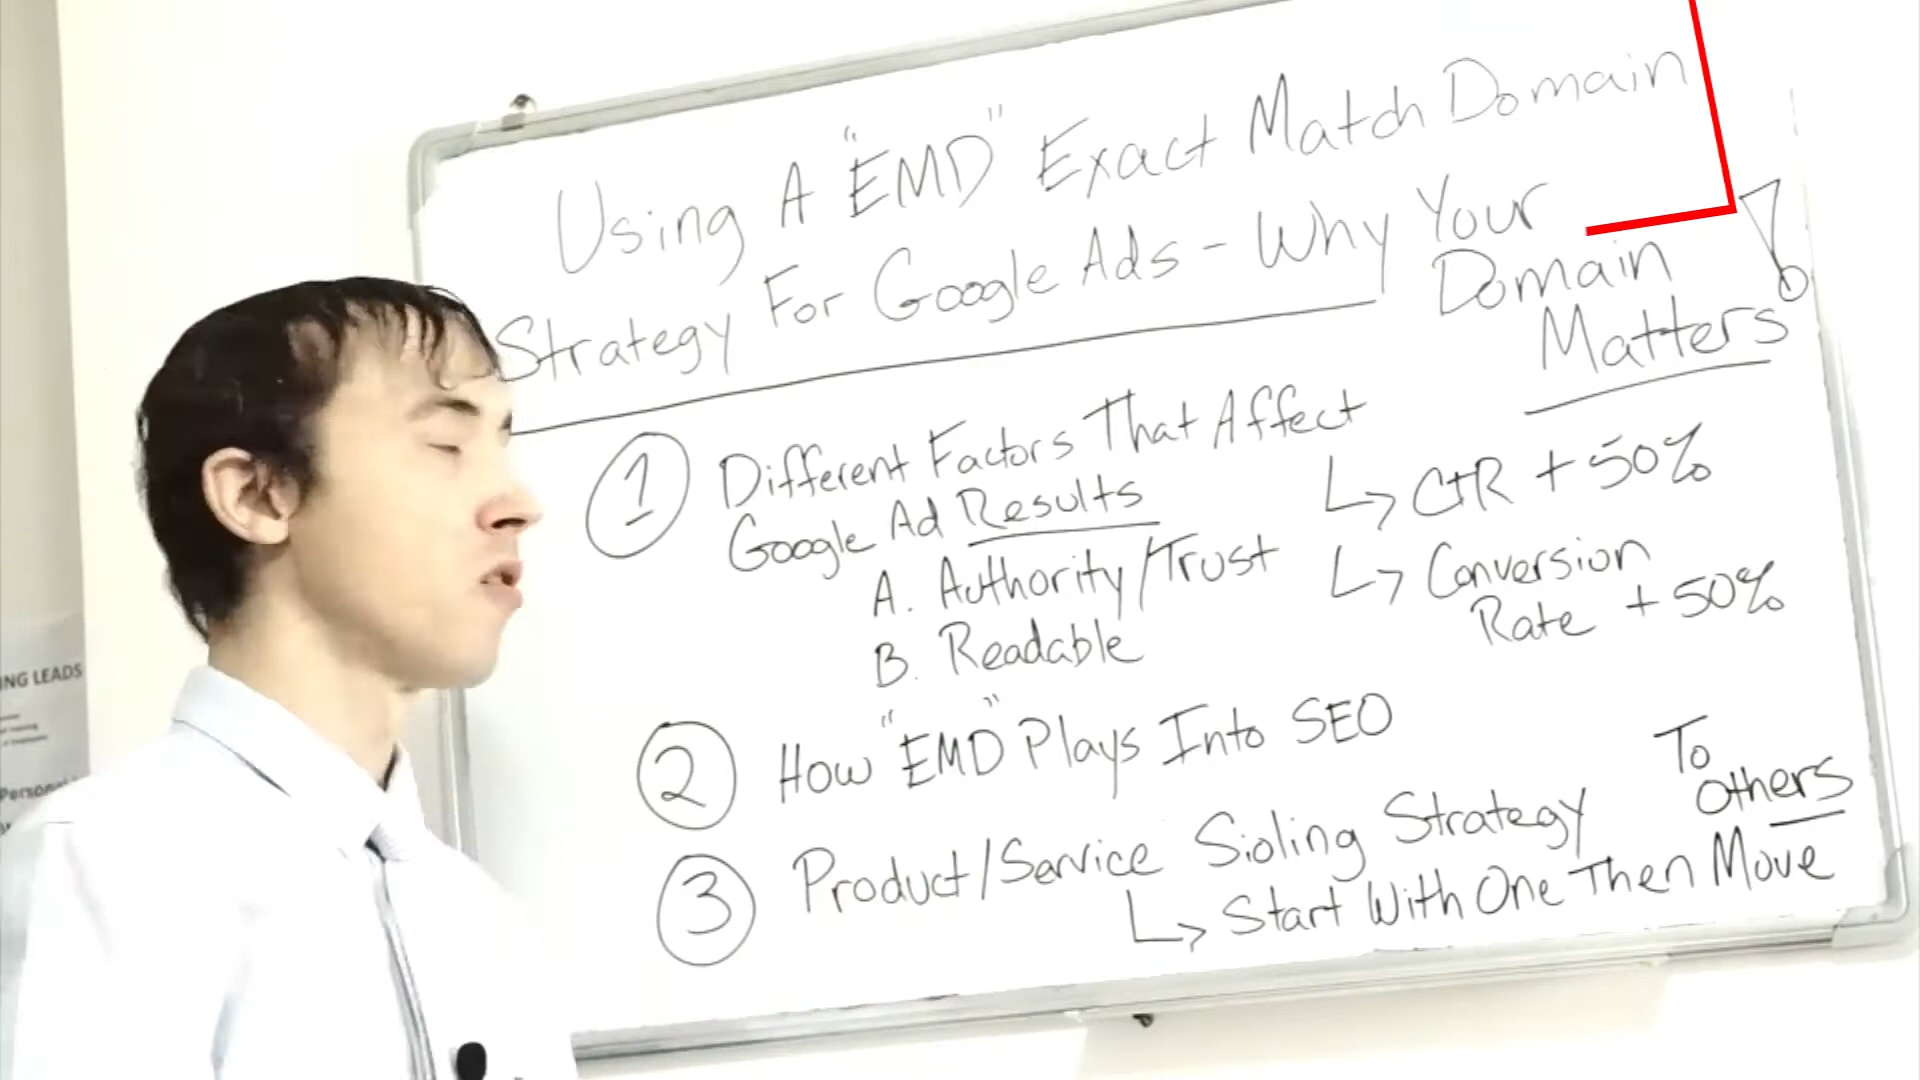 Using A "EMD" Exact Match Domain
Strategy For Google Ads - Why Your
Domain
Matters!
1 Different Factors That Affect
Google Ad Results
A. Authority/Trust
B. Readable
↳ CTR + 50%
↳ Conversion
Rate + 50%
2 How "EMD" Plays Into SEO
3 Product/Service Sioling Strategy
↳ Start With One Then Move
To
Others
NG LEADS
Person